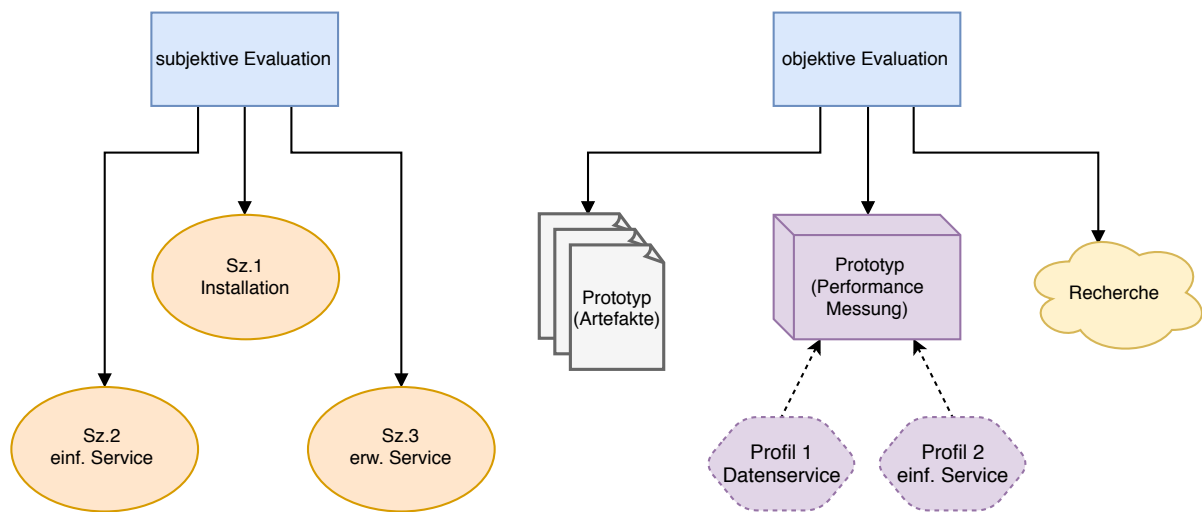 subjektive Evaluation
objektive Evaluation
Sz.1
Installation
Prototyp
(Artefakte)
Prototyp
(Performance
Messung)
Recherche
Sz.2
einf. Service
Sz.3
erw. Service
Profil 1
Datenservice
Profil 2
einf. Service